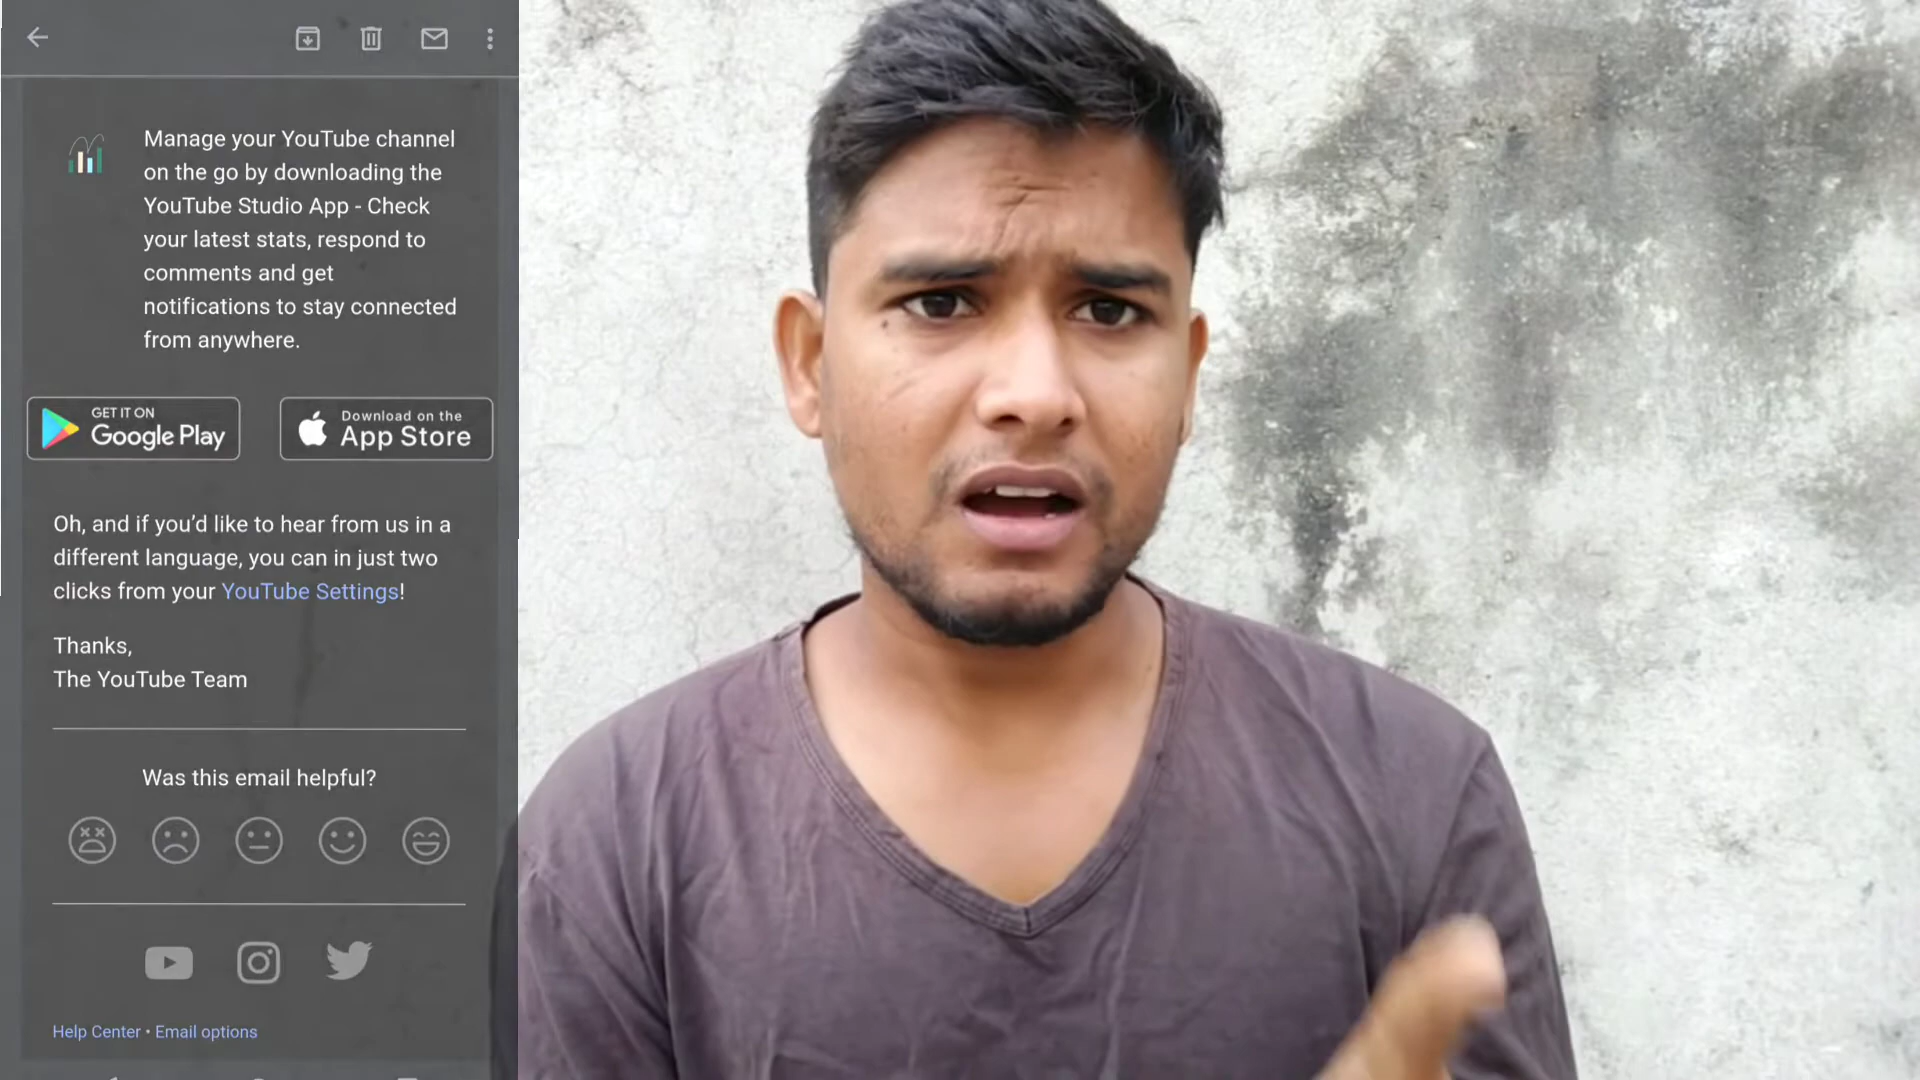 Manage your YouTube channel
on the go by downloading the
YouTube Studio App - Check
your latest stats, respond to
comments and get
notifications to stay connected
from anywhere.
GET IT ON
Google Play
Download on the
App Store
Oh, and if you’d like to hear from us in a
different language, you can in just two
clicks from your YouTube Settings!
Thanks,
The YouTube Team
Was this email helpful?
Help Center • Email options